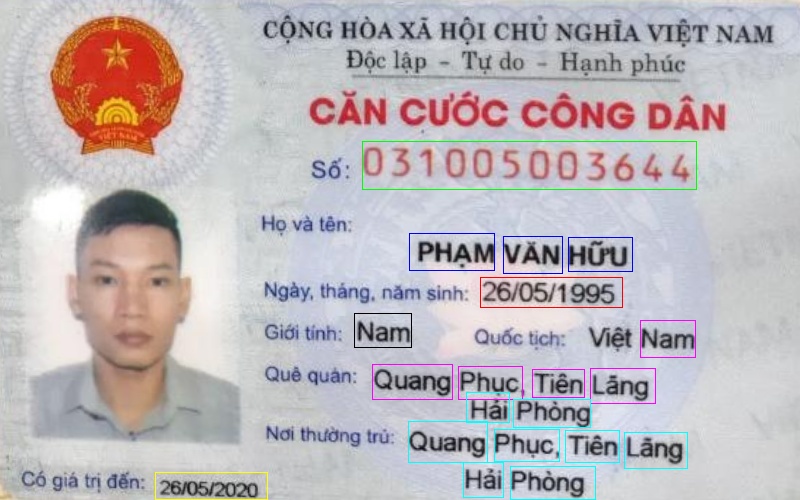 CỘNG HÒA XÃ HỘI CHỦ NGHĨA VIỆT NAM
Độc lập - Tự do - Hạnh phúc
CĂN CƯỚC CÔNG DÂN
Số: 031005003644
Họ và tên:
PHẠM VĂN HỮU
Ngày, tháng, năm sinh: 26/05/1995
Giới tính: Nam Quốc tịch: Việt Nam
Quê quán: Quang Phục, Tiên Lãng
Hải Phòng
Nơi thường trú: Quang Phục, Tiên Lãng
Hải Phòng
Có giá trị đến: 26/05/2020